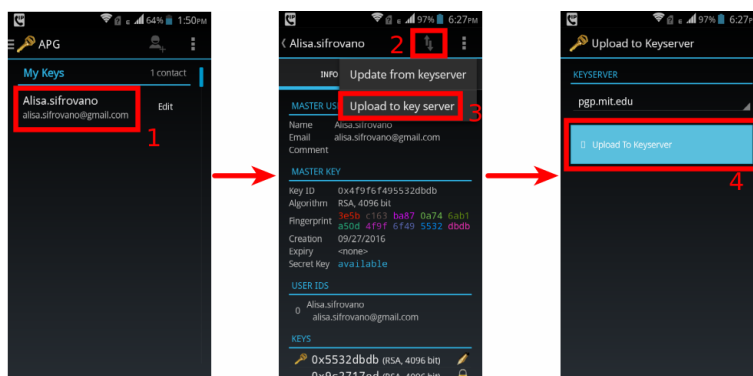 64% 1:50PM
APG
My Keys 1 contact
Alisa.sifrovano
alisa.sifrovano@gmail.com
Edit
1
97% 6:27PM
Alisa.sifrovano
2
INFO
Update from keyserver
Upload to key server
3
MASTER US
Name Alisa.sifrovano
Email alisa.sifrovano@gmail.com
Comment
MASTER KEY
Key ID 0x4f9f6f495532dbdb
Algorithm RSA, 4096 bit
Fingerprint 3e5b c163 ba87 0a74 6ab1
a50d 4f9f 6f49 5532 dbdb
Creation 09/27/2016
Expiry <none>
Secret Key available
USER IDS
0 Alisa.sifrovano
alisa.sifrovano@gmail.com
KEYS
0x5532dbdb (RSA, 4096 bit)
97% 6:27P
Upload to Keyserver
KEYSERVER
pgp.mit.edu
Upload To Keyserver
4